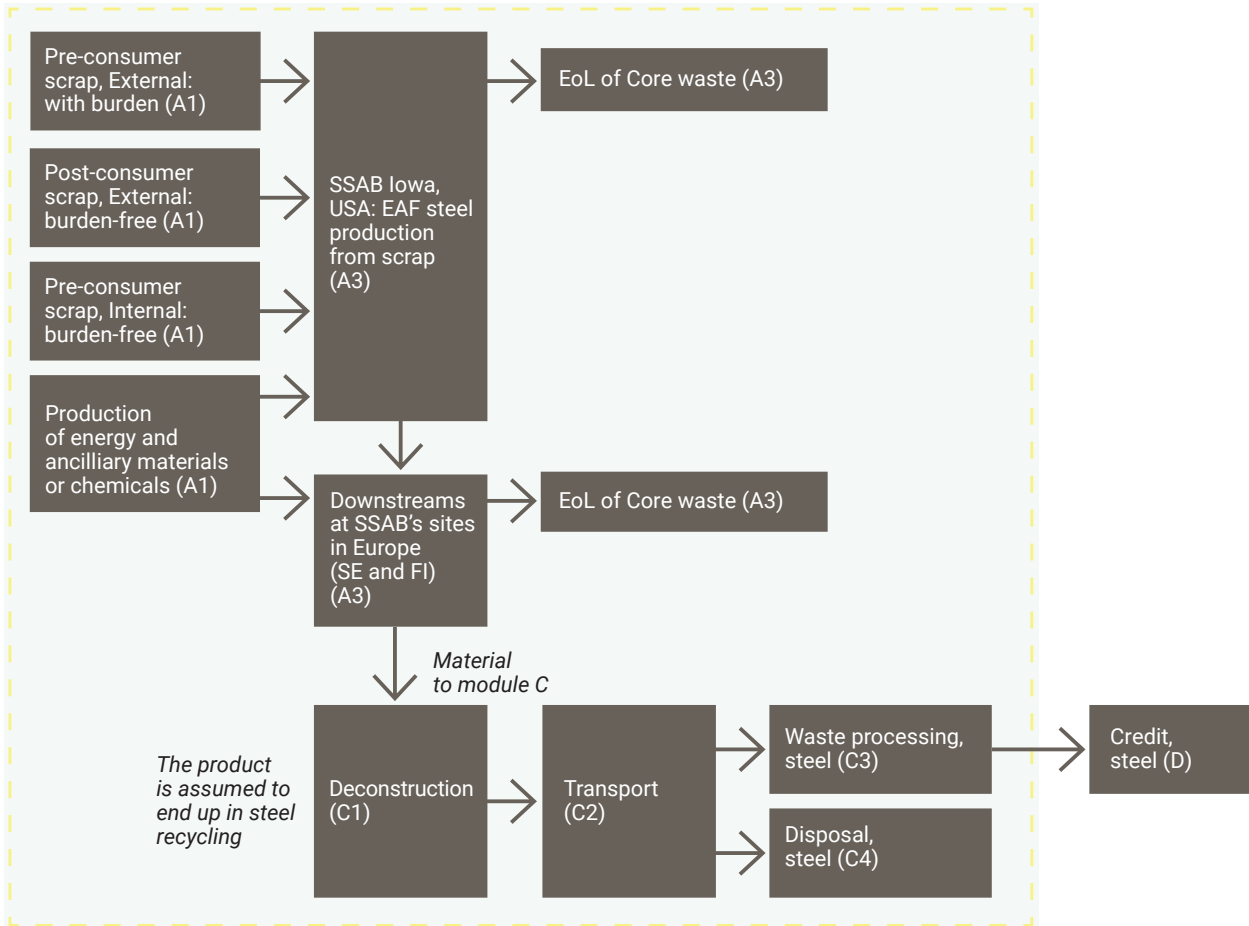 Pre-consumer
scrap, External:
with burden (A1)
EoL of Core waste (A3)
Post-consumer
scrap, External:
burden-free (A1)
SSAB Iowa,
USA: EAF steel
production
from scrap
(A3)
Pre-consumer
scrap, Internal:
burden-free (A1)
Production
of energy and
ancilliary materials
or chemicals (A1)
Downstreams
at SSAB’s sites
in Europe
(SE and FI)
(A3)
EoL of Core waste (A3)
Material
to module C
The product
is assumed to
end up in steel
recycling
Deconstruction
(C1)
Transport
(C2)
Waste processing,
steel (C3)
Credit,
steel (D)
Disposal,
steel (C4)